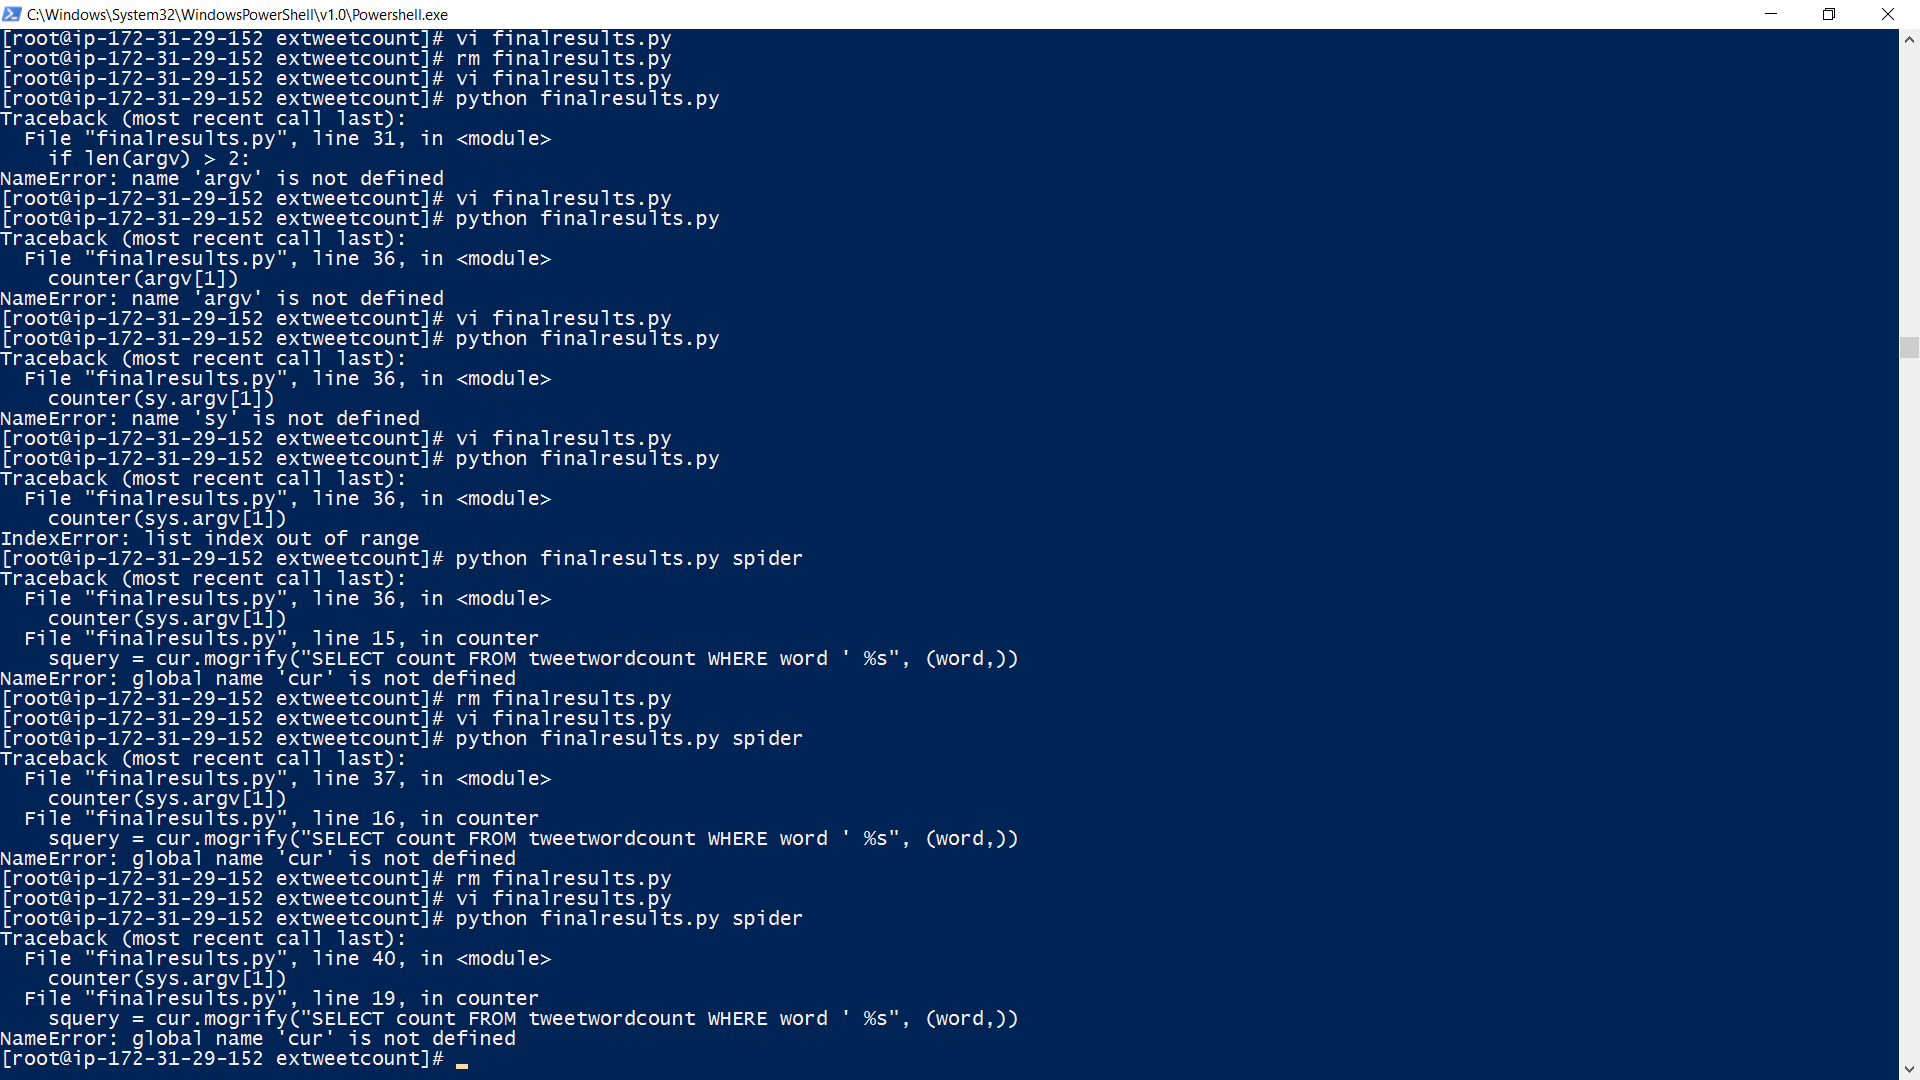 C:\Windows\System32\WindowsPowerShell\v1.0\Powershell.exe
[root@ip-172-31-29-152 extweetcount]# vi finalresults.py
[root@ip-172-31-29-152 extweetcount]# rm finalresults.py
[root@ip-172-31-29-152 extweetcount]# vi finalresults.py
[root@ip-172-31-29-152 extweetcount]# python finalresults.py
Traceback (most recent call last):
  File "finalresults.py", line 31, in <module>
    if len(argv) > 2:
NameError: name 'argv' is not defined
[root@ip-172-31-29-152 extweetcount]# vi finalresults.py
[root@ip-172-31-29-152 extweetcount]# python finalresults.py
Traceback (most recent call last):
  File "finalresults.py", line 36, in <module>
    counter(argv[1])
NameError: name 'argv' is not defined
[root@ip-172-31-29-152 extweetcount]# vi finalresults.py
[root@ip-172-31-29-152 extweetcount]# python finalresults.py
Traceback (most recent call last):
  File "finalresults.py", line 36, in <module>
    counter(sy.argv[1])
NameError: name 'sy' is not defined
[root@ip-172-31-29-152 extweetcount]# vi finalresults.py
[root@ip-172-31-29-152 extweetcount]# python finalresults.py
Traceback (most recent call last):
  File "finalresults.py", line 36, in <module>
    counter(sys.argv[1])
IndexError: list index out of range
[root@ip-172-31-29-152 extweetcount]# python finalresults.py spider
Traceback (most recent call last):
  File "finalresults.py", line 36, in <module>
    counter(sys.argv[1])
  File "finalresults.py", line 15, in counter
    squery = cur.mogrify("SELECT count FROM tweetwordcount WHERE word ' %s", (word,))
NameError: global name 'cur' is not defined
[root@ip-172-31-29-152 extweetcount]# rm finalresults.py
[root@ip-172-31-29-152 extweetcount]# vi finalresults.py
[root@ip-172-31-29-152 extweetcount]# python finalresults.py spider
Traceback (most recent call last):
  File "finalresults.py", line 37, in <module>
    counter(sys.argv[1])
  File "finalresults.py", line 16, in counter
    squery = cur.mogrify("SELECT count FROM tweetwordcount WHERE word ' %s", (word,))
NameError: global name 'cur' is not defined
[root@ip-172-31-29-152 extweetcount]# rm finalresults.py
[root@ip-172-31-29-152 extweetcount]# vi finalresults.py
[root@ip-172-31-29-152 extweetcount]# python finalresults.py spider
Traceback (most recent call last):
  File "finalresults.py", line 40, in <module>
    counter(sys.argv[1])
  File "finalresults.py", line 19, in counter
    squery = cur.mogrify("SELECT count FROM tweetwordcount WHERE word ' %s", (word,))
NameError: global name 'cur' is not defined
[root@ip-172-31-29-152 extweetcount]#